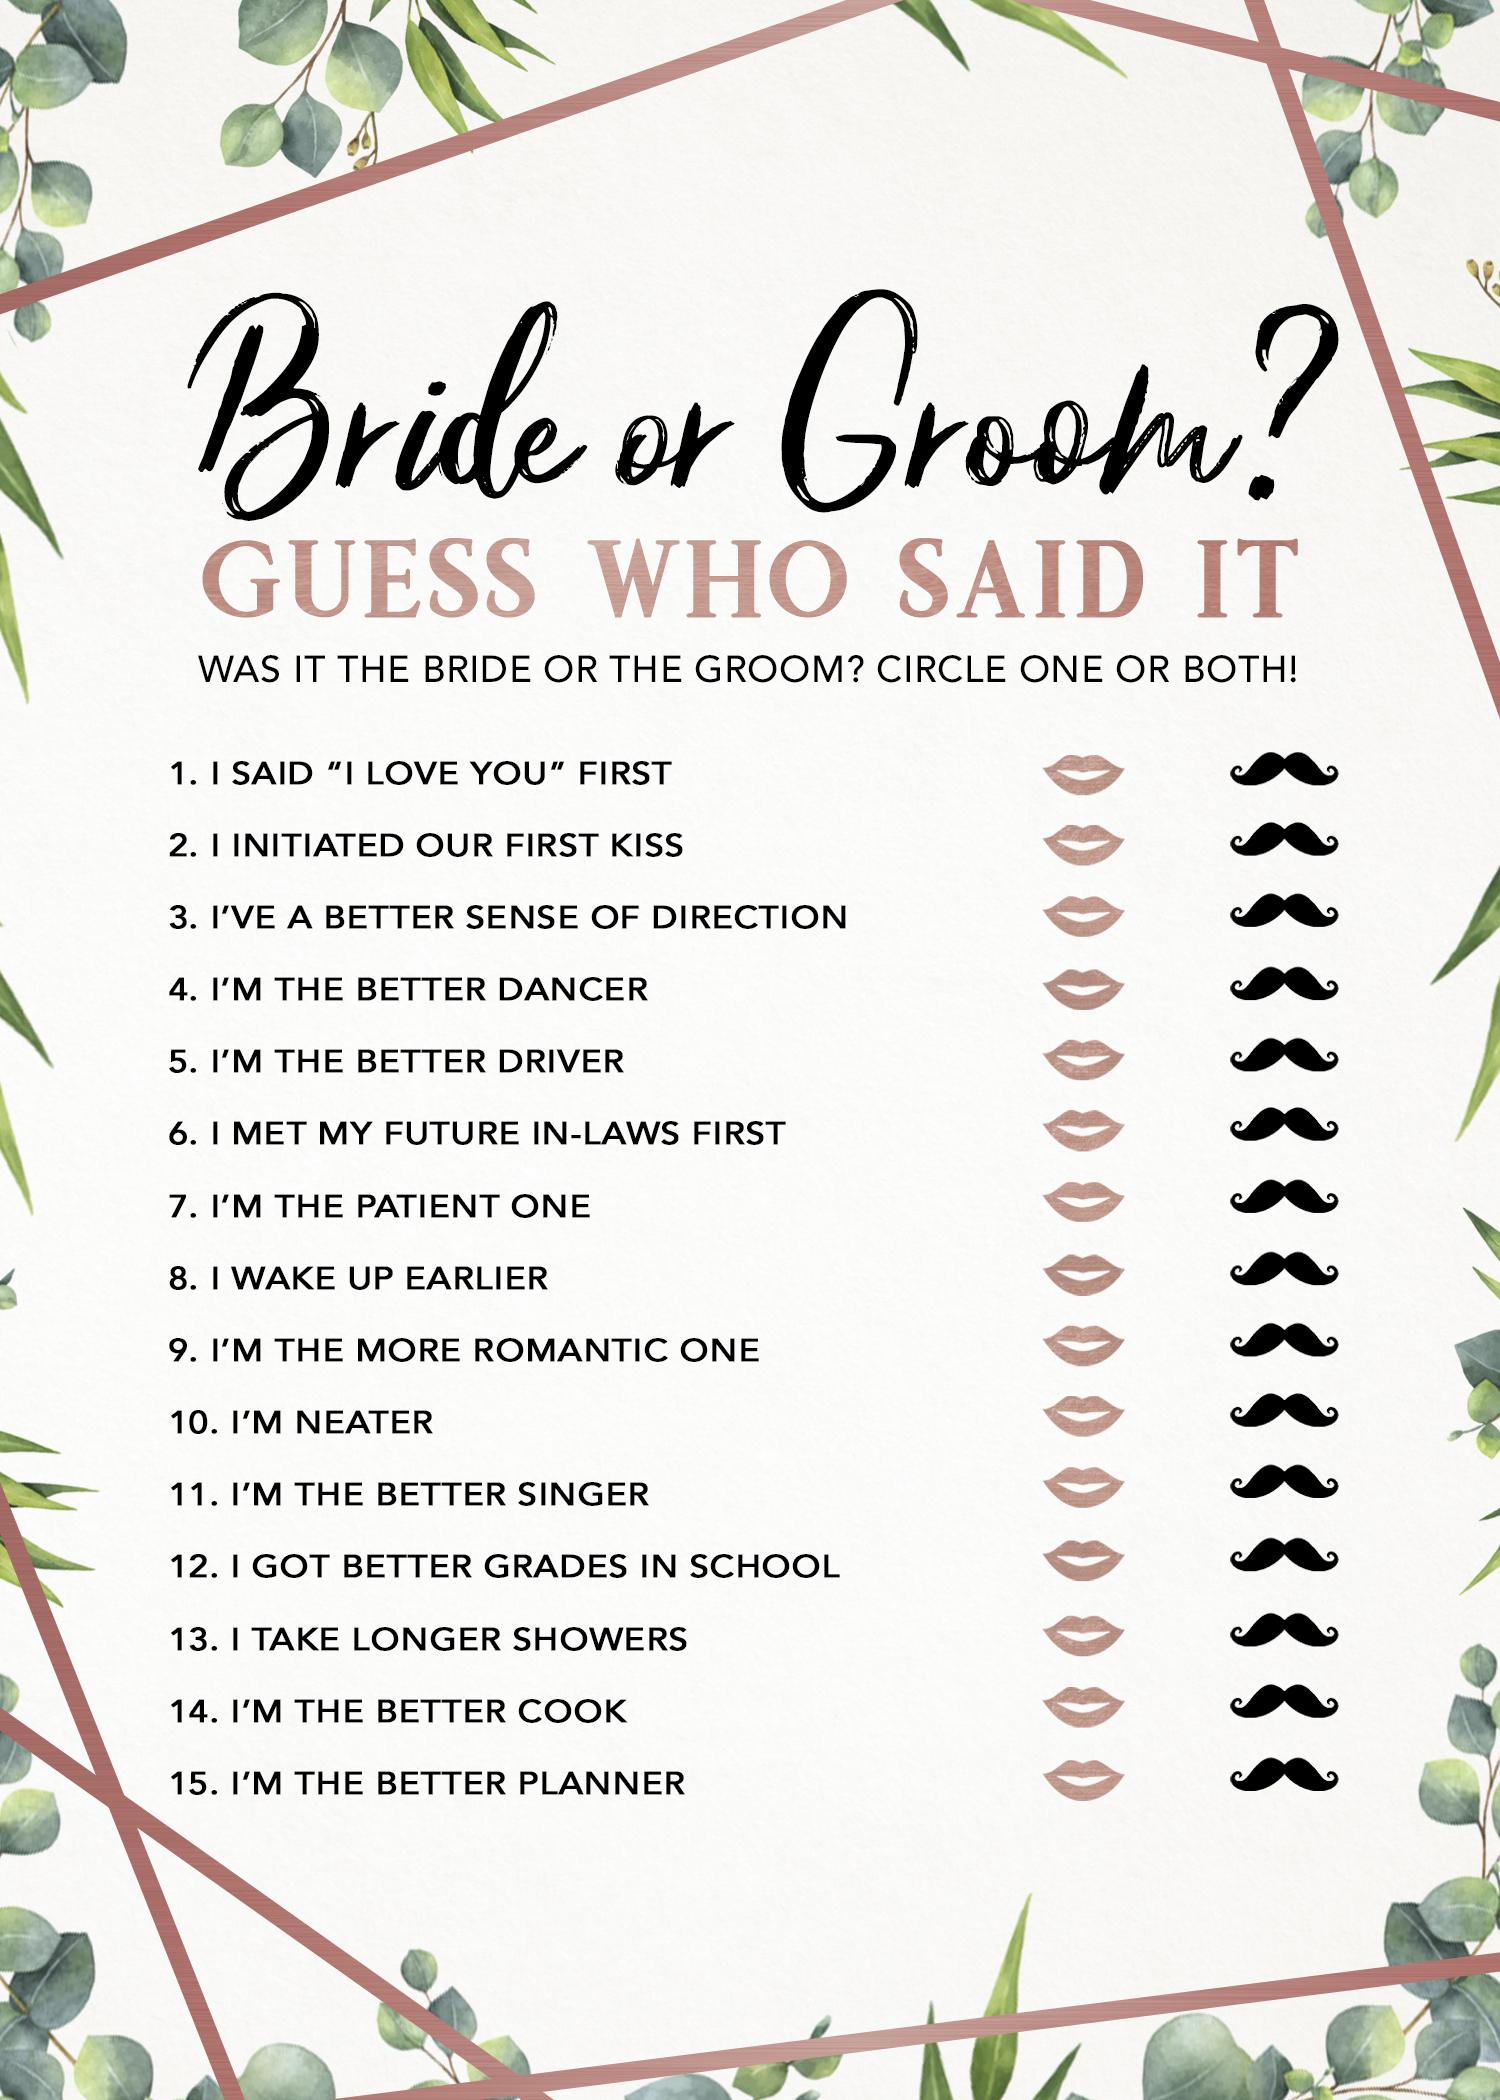 Bride or Groom?
GUESS WHO SAID IT
WAS IT THE BRIDE OR THE GROOM? CIRCLE ONE OR BOTH!
1. I SAID “I LOVE YOU” FIRST
2. I INITIATED OUR FIRST KISS
3. I’VE A BETTER SENSE OF DIRECTION
4. I’M THE BETTER DANCER
5. I’M THE BETTER DRIVER
6. I MET MY FUTURE IN-LAWS FIRST
7. I’M THE PATIENT ONE
8. I WAKE UP EARLIER
9. I’M THE MORE ROMANTIC ONE
10. I’M NEATER
11. I’M THE BETTER SINGER
12. I GOT BETTER GRADES IN SCHOOL
13. I TAKE LONGER SHOWERS
14. I’M THE BETTER COOK
15. I’M THE BETTER PLANNER